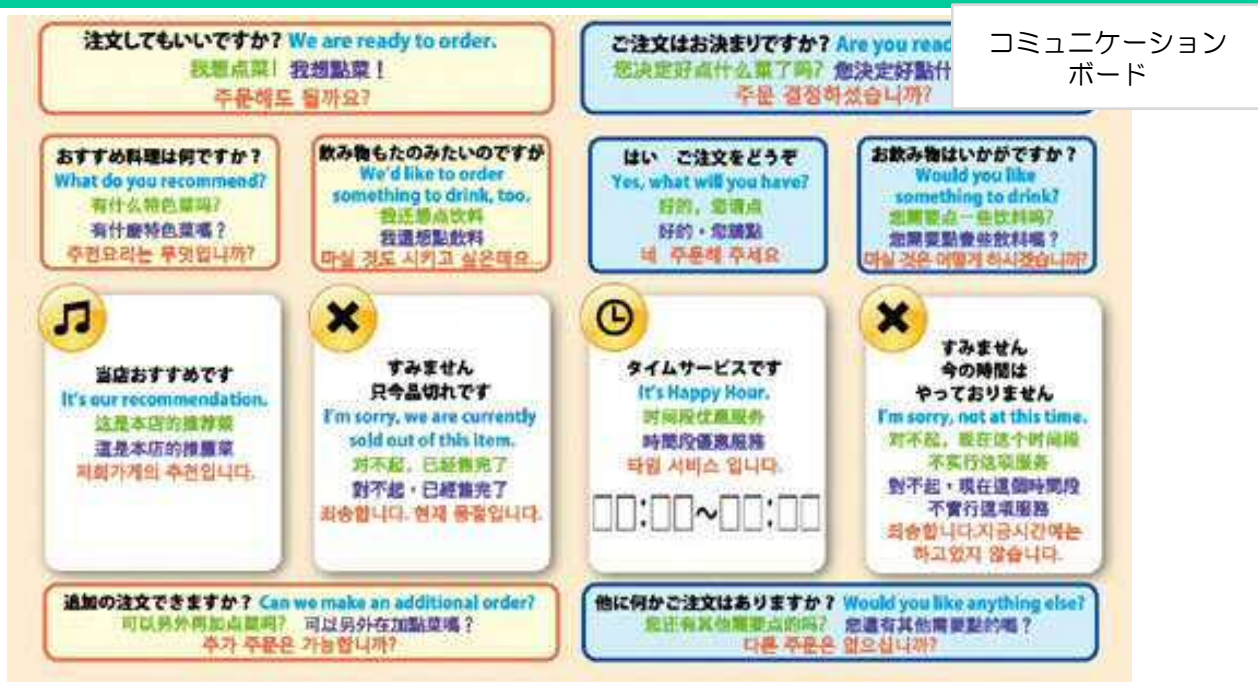 コミュニケーション
ボード
注文してもいいですか? We are ready to order.
我想点菜! 我想點菜!
주문해도 될까요?
ご注文はお決まりですか? Are you read
您决定好点什么菜了吗? 您決定好點什
주문 결정하셨습니까?
おすすめ料理は何ですか?
What do you recommend?
有什么特色菜吗?
有什麼特色菜嗎?
추천요리는 무엇입니까?
飲み物もたのみたいのですが
We'd like to order
something to drink, too.
我还想点饮料
我還想點飲料
마실 것도 시키고 싶은데요...
はい ご注文をどうぞ
Yes, what will you have?
好的，您请点
好的，您請點
네 주문해 주세요
お飲み物はいかがですか?
Would you like
something to drink?
您需要点一些饮料吗?
您需要點一些飲料嗎?
마실 것은 어떻게 하시겠습니까?
当店おすすめです
It's our recommendation.
这是本店的推荐菜
這是本店的推薦菜
저희가게의 추천입니다.
すみません
只今品切れです
I'm sorry, we are currently
sold out of this item.
对不起，已经售完了
對不起，已經售完了
죄송합니다. 현재 품절입니다.
タイムサービスです
It's Happy Hour.
时间段优惠服务
時間段優惠服務
타임 서비스 입니다.
すみません
今の時間は
やっておりません
I'm sorry, not at this time.
对不起，现在这个时间段
不实行这项服务
對不起，現在這個時間段
不實行這項服務
죄송합니다.지금시간에는
하고있지 않습니다.
追加の注文できますか? Can we make an additional order?
可以另外再加点菜吗? 可以另外在加點菜嗎?
추가 주문은 가능합니까?
他に何かご注文はありますか? Would you like anything else?
您还有其他需要点的吗? 您還有其他需要點的嗎?
다른 주문은 없으십니까?